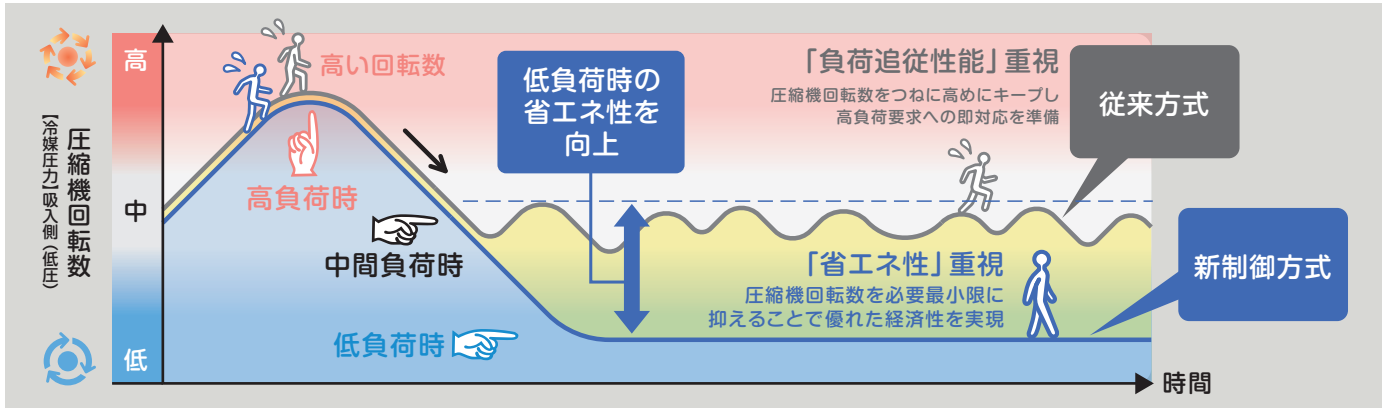 圧縮機回転数
【冷媒圧力】吸入側(低圧)
高
中
低
高い回転数
高負荷時
中間負荷時
低負荷時
低負荷時の
省エネ性を
向上
「負荷追従性能」重視
圧縮機回転数をつねに高めにキープし
高負荷要求への即対応を準備
従来方式
「省エネ性」重視
圧縮機回転数を必要最小限に
抑えることで優れた経済性を実現
新制御方式
時間